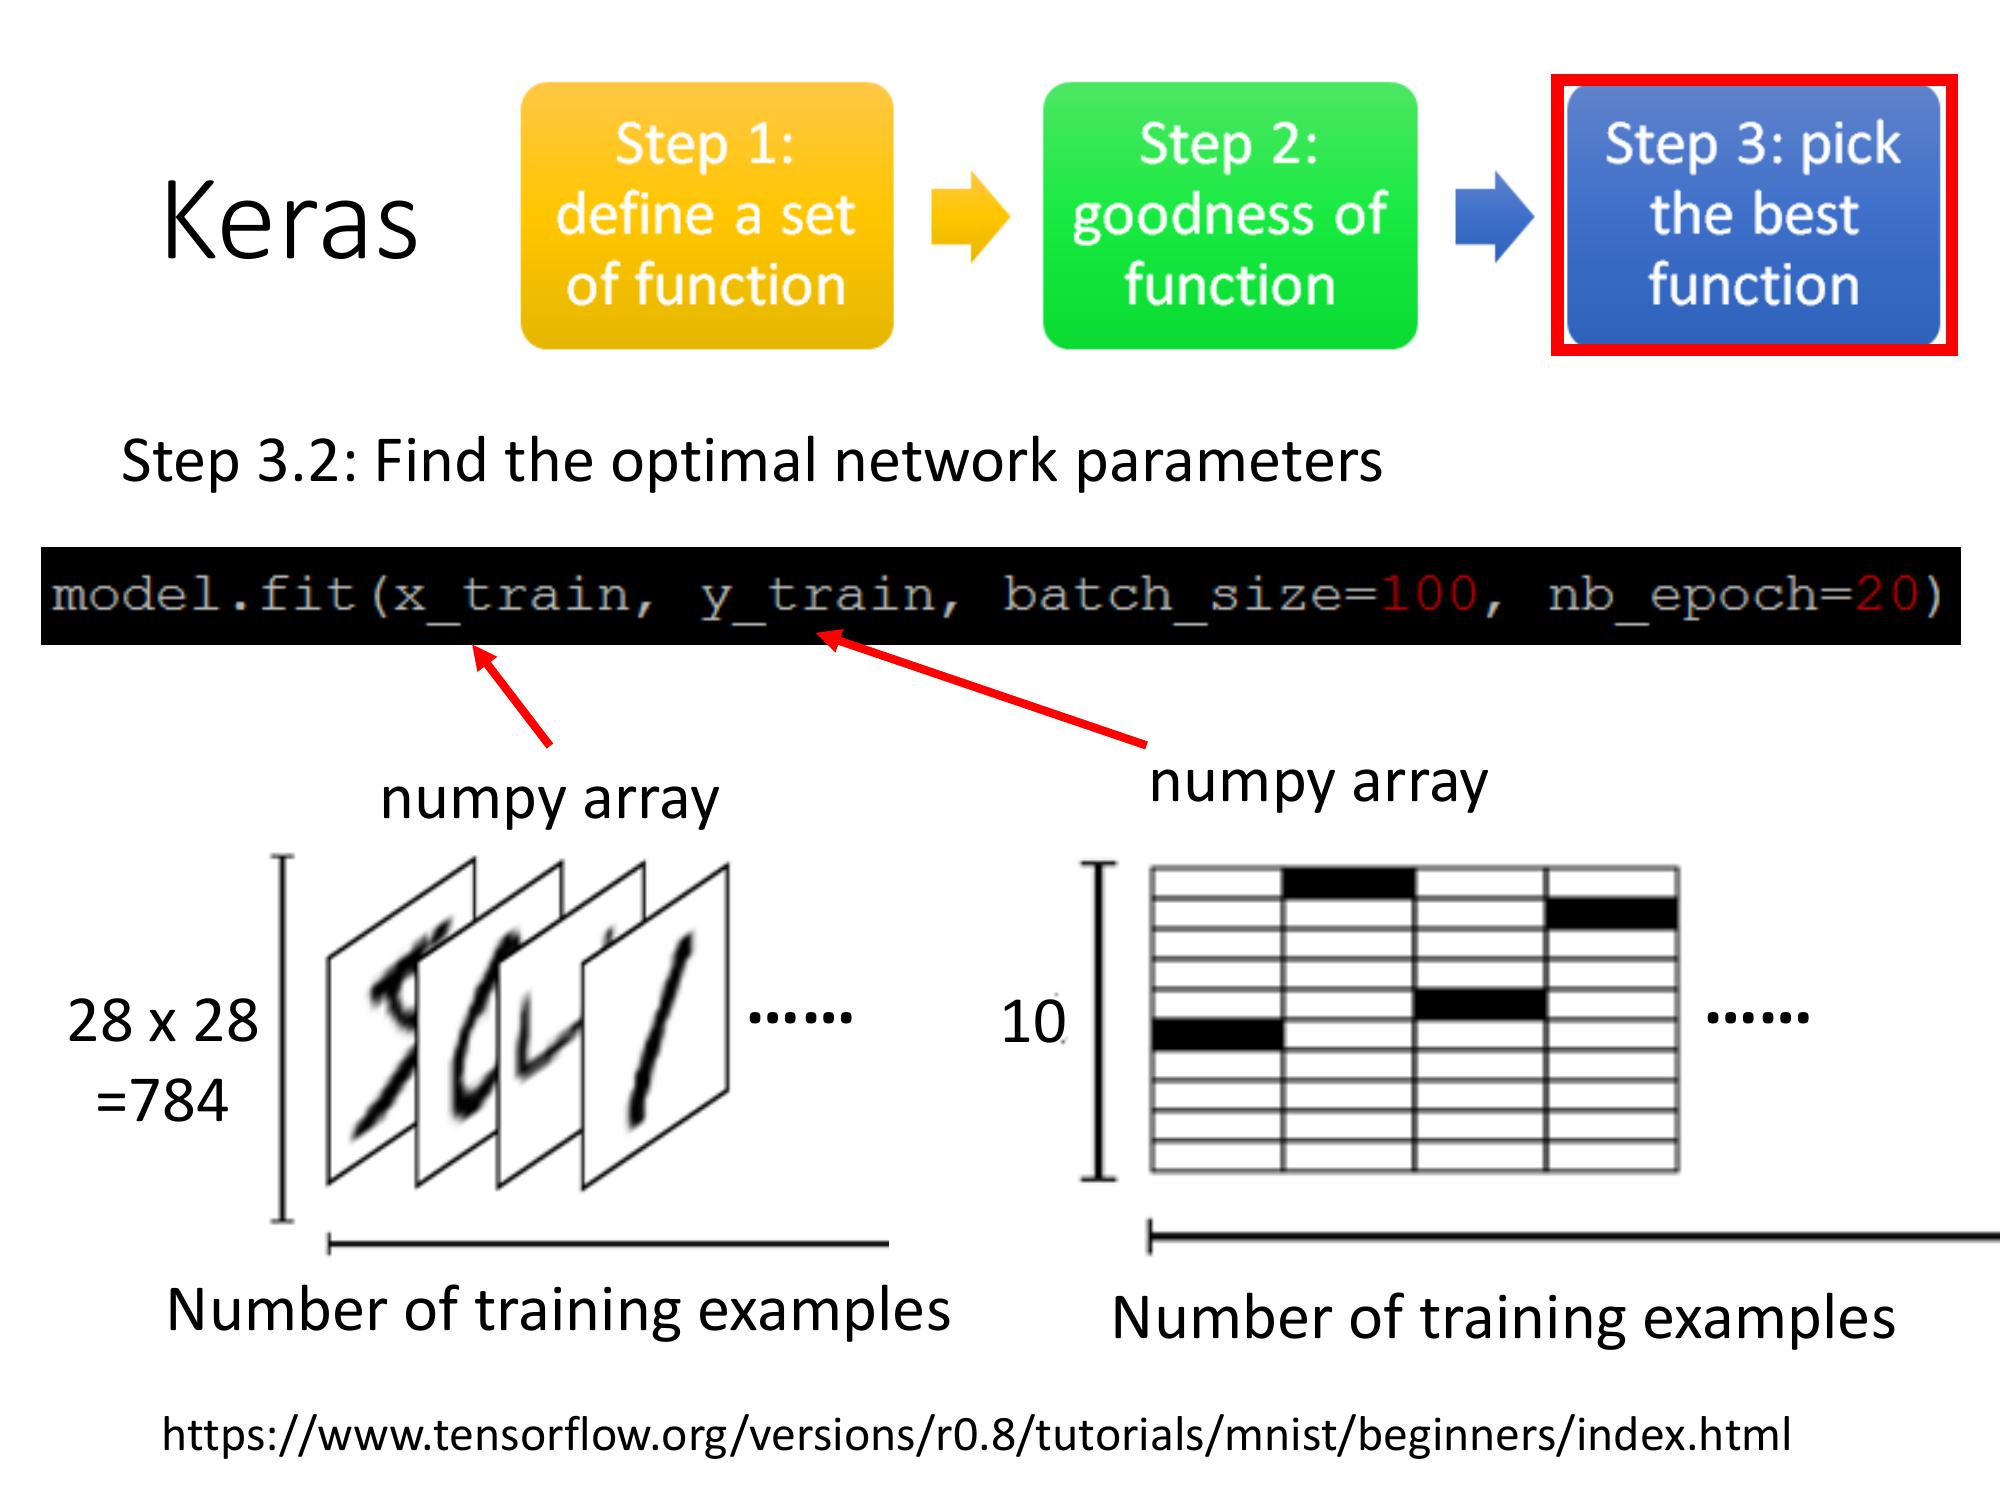 Keras
Step 1:
define a set
of function
Step 2:
goodness of
function
Step 3: pick
the best
function
Step 3.2: Find the optimal network parameters
model.fit(x_train, y_train, batch_size=100, nb_epoch=20)
numpy array
numpy array
28 x 28
=784
......
10
......
Number of training examples
Number of training examples
https://www.tensorflow.org/versions/r0.8/tutorials/mnist/beginners/index.html